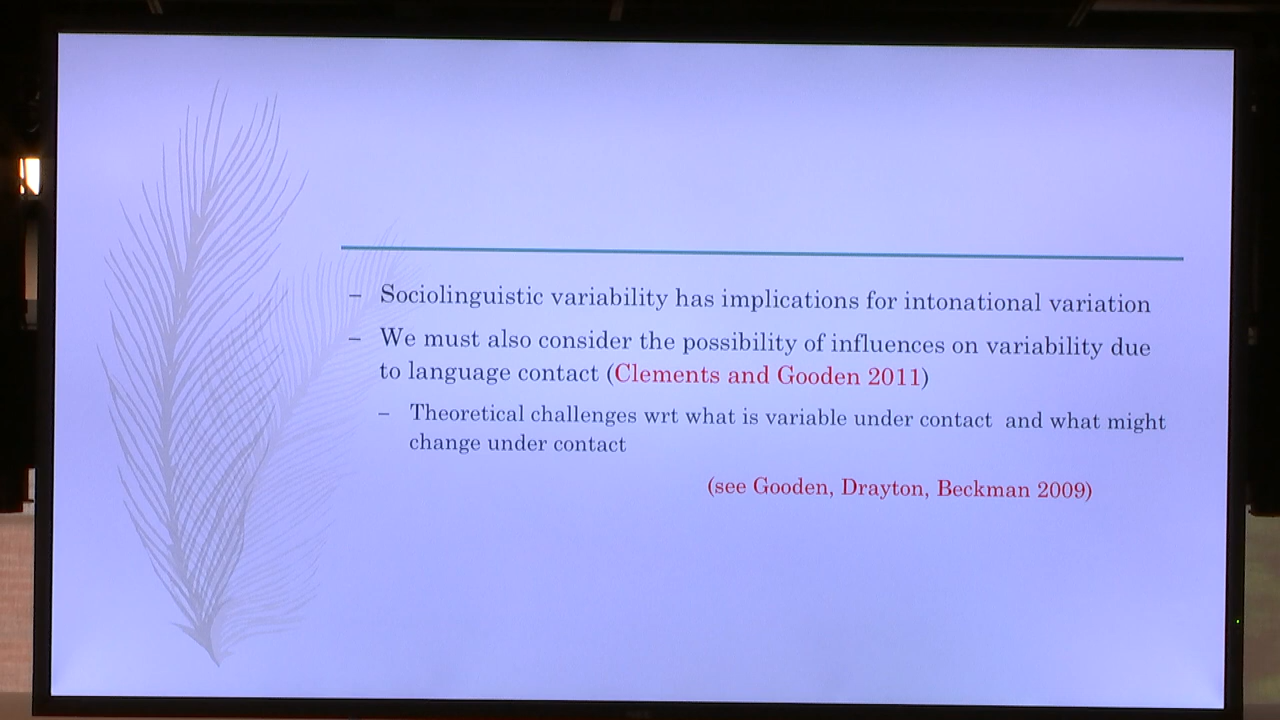 – Sociolinguistic variability has implications for intonational variation
– We must also consider the possibility of influences on variability due
to language contact (Clements and Gooden 2011)
– Theoretical challenges wrt what is variable under contact and what might
change under contact
(see Gooden, Drayton, Beckman 2009)